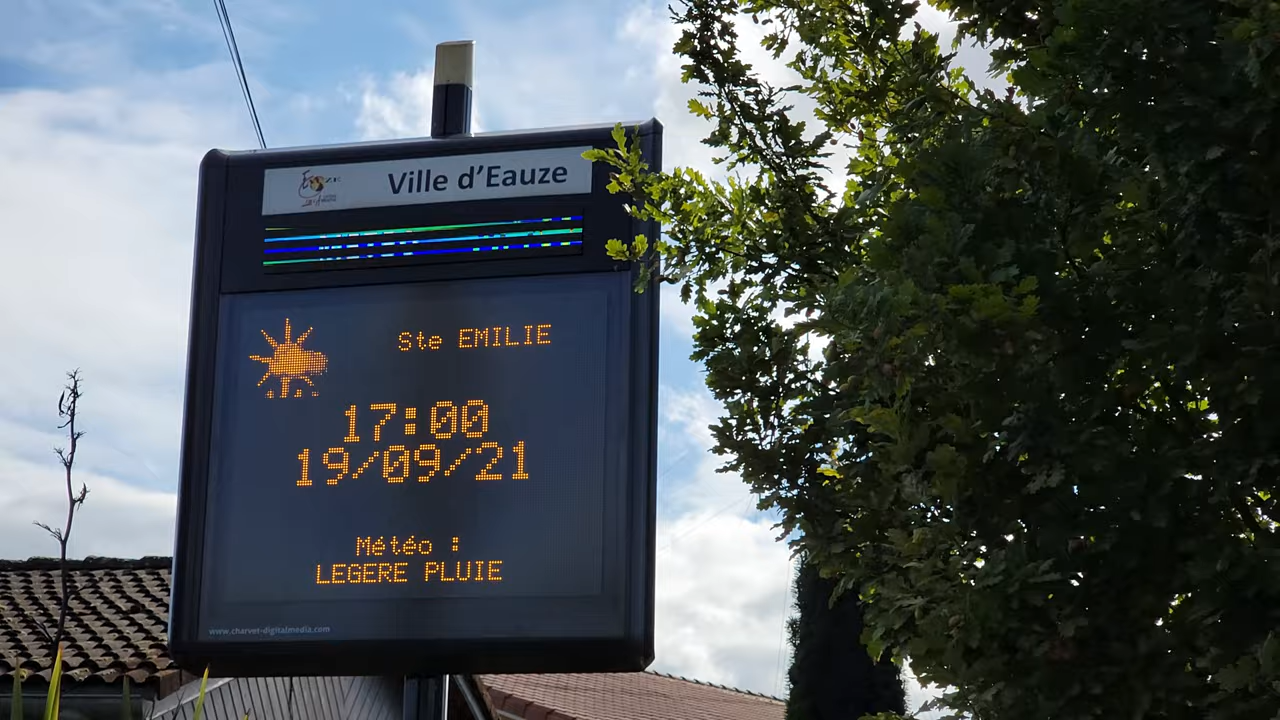 Ville d'Eauze
Ste EMILIE
17:00
19/09/21
Météo :
LEGERE PLUIE
www.charvet-digitalmedia.com